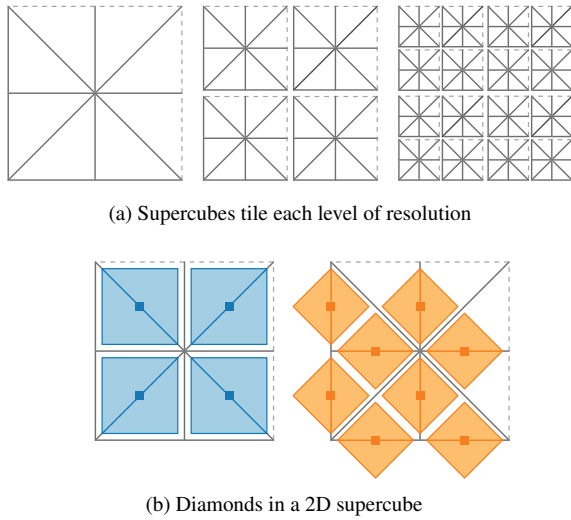 (a) Supercubes tile each level of resolution
(b) Diamonds in a 2D supercube